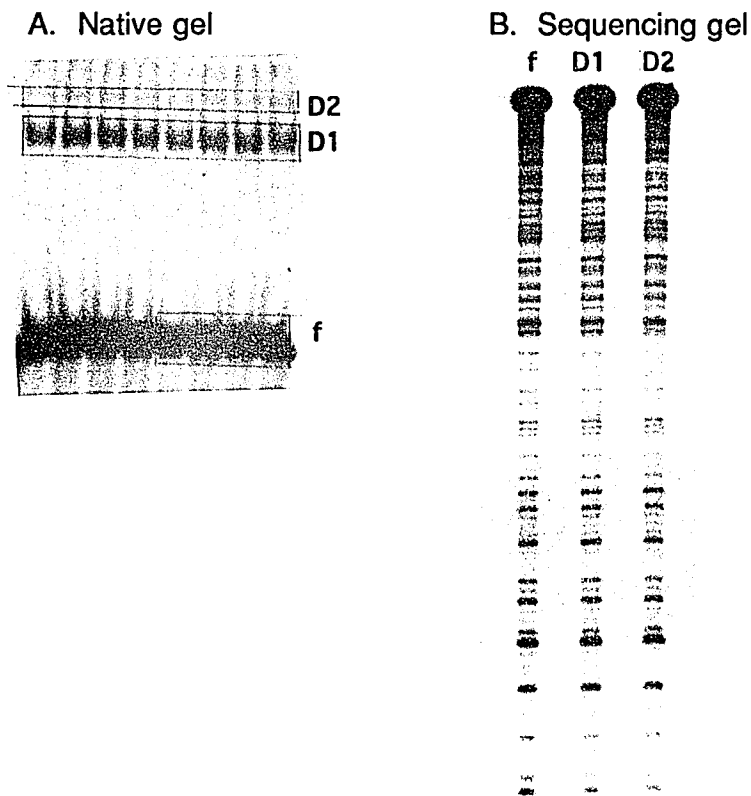 A. Native gel
D2
D1
f
B. Sequencing gel
f D1 D2